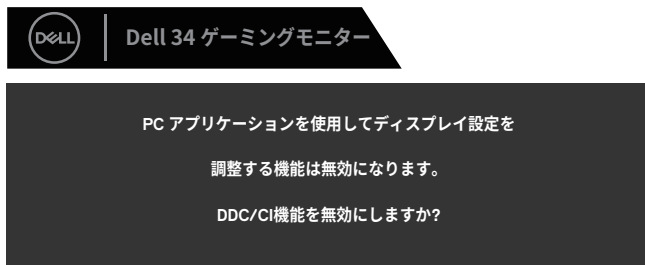 DELL
Dell 34 ゲーミングモニター
PC アプリケーションを使用してディスプレイ設定を
調整する機能は無効になります。
DDC/CI機能を無効にしますか?